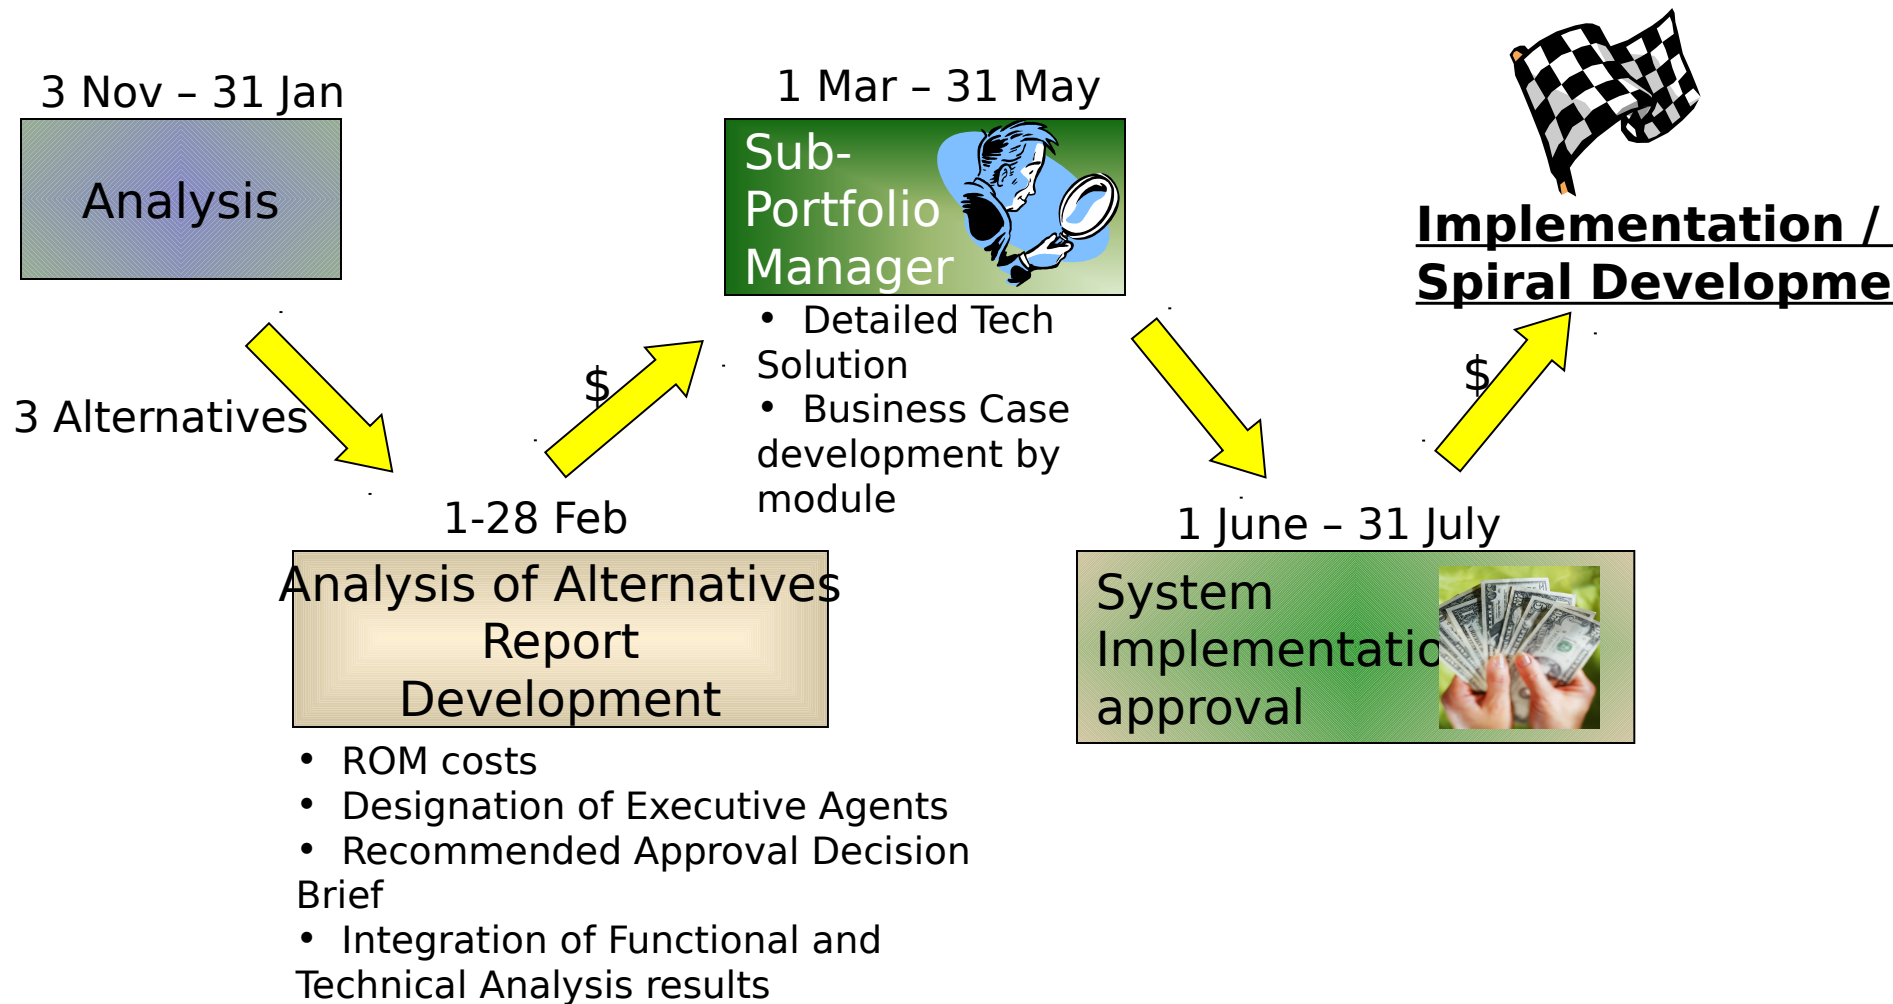 3 Nov – 31 Jan
Analysis
3 Alternatives
1-28 Feb
Analysis of Alternatives
Report
Development
• ROM costs
• Designation of Executive Agents
• Recommended Approval Decision
Brief
• Integration of Functional and
Technical Analysis results
$
1 Mar – 31 May
Sub-
Portfolio
Manager
• Detailed Tech
Solution
• Business Case
development by
module
1 June – 31 July
System
Implementatio
approval
$
Implementation /
Spiral Developme